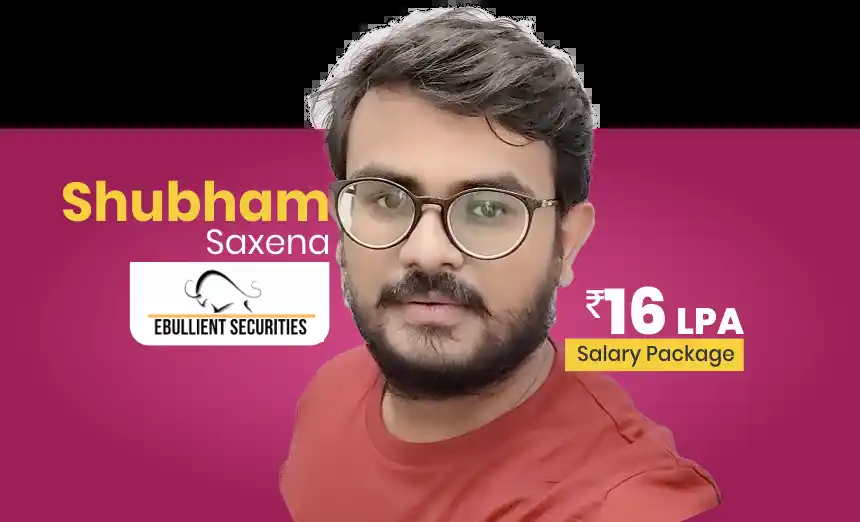 Shubham
Saxena
EBULLIENT SECURITIES
₹16 LPA
Salary Package